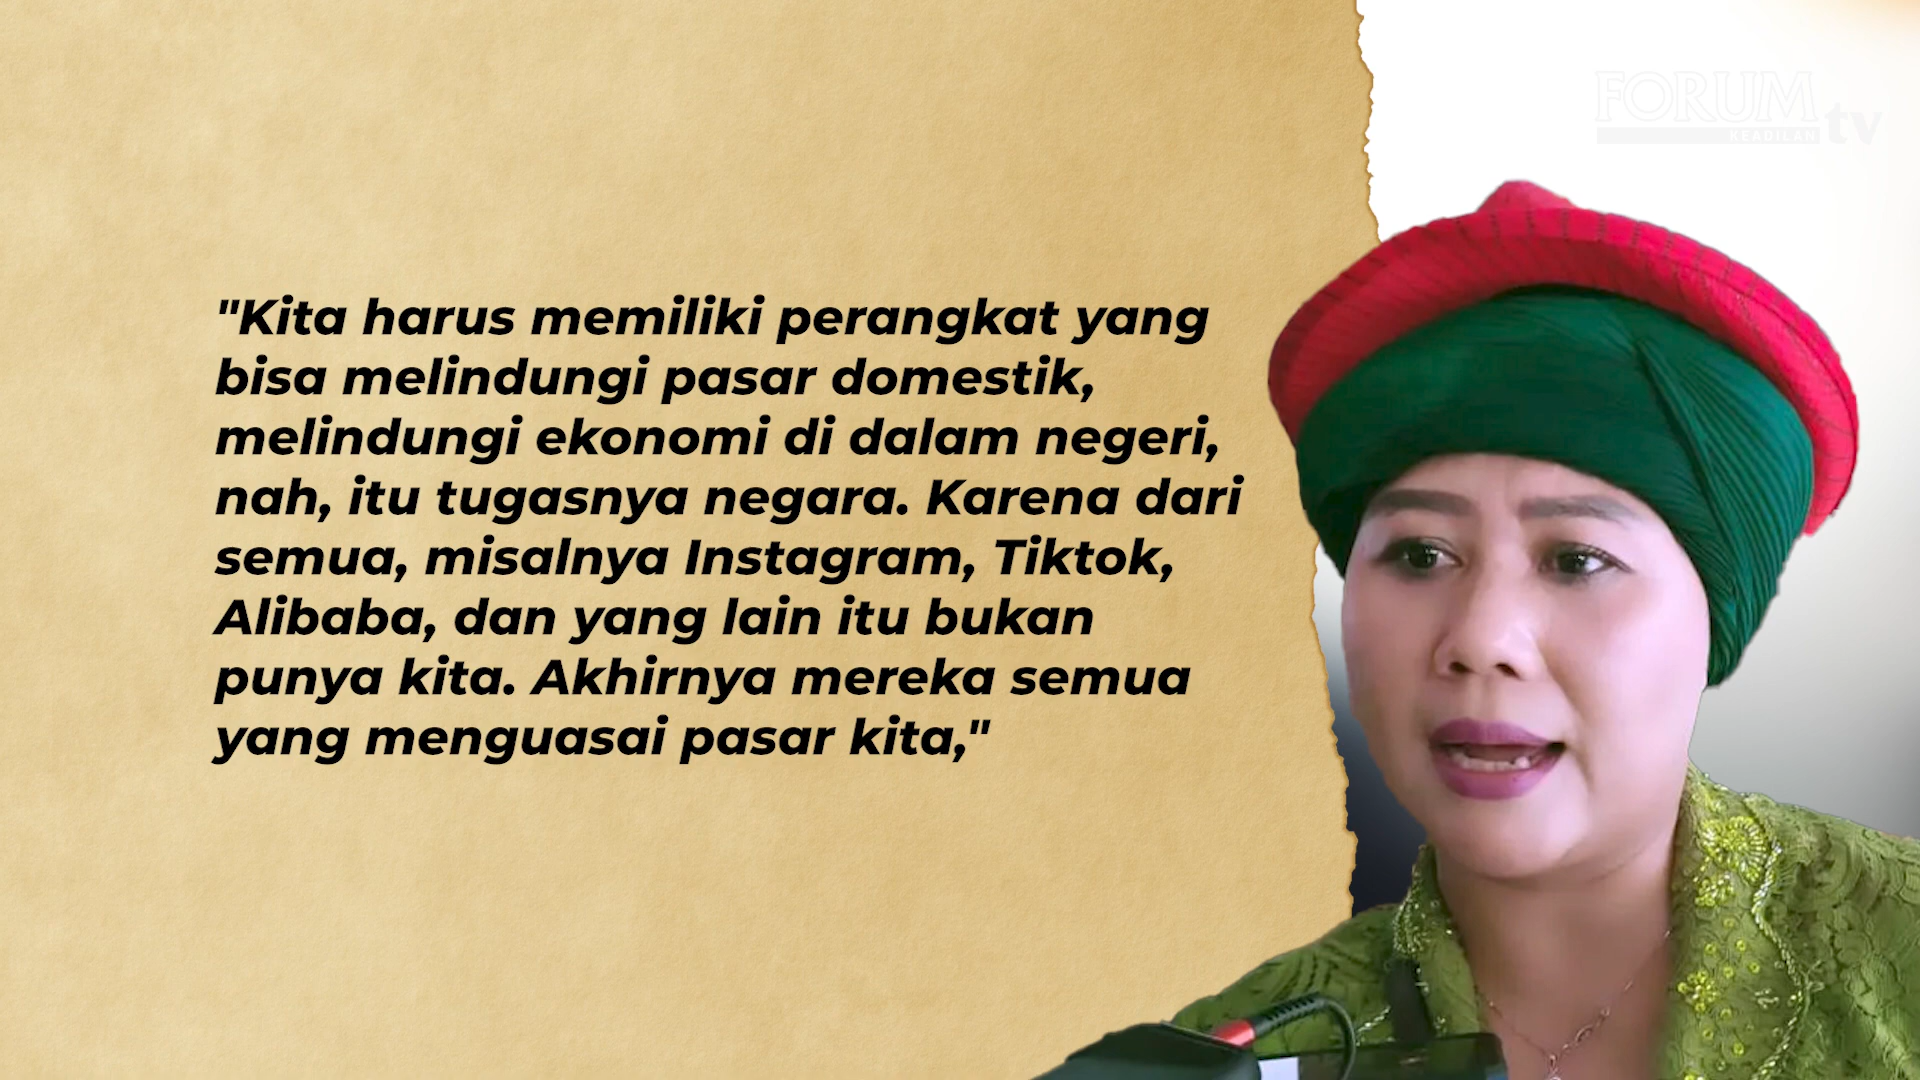 FORUM
KEADILAN
tv
"Kita harus memiliki perangkat yang
bisa melindungi pasar domestik,
melindungi ekonomi di dalam negeri,
nah, itu tugasnya negara. Karena dari
semua, misalnya Instagram, Tiktok,
Alibaba, dan yang lain itu bukan
punya kita. Akhirnya mereka semua
yang menguasai pasar kita,"